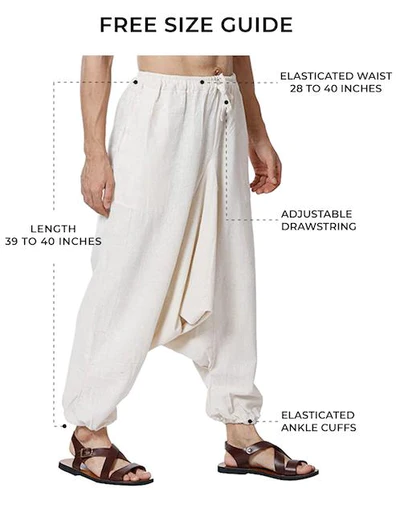 FREE SIZE GUIDE
ELASTICATED WAIST
28 TO 40 INCHES
LENGTH
39 TO 40 INCHES
ADJUSTABLE
DRAWSTRING
ELASTICATED
ANKLE CUFFS